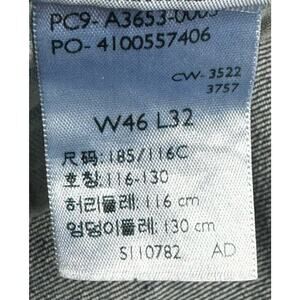 PC9- A3653-0005
PO- 4100557406
CW- 3522
3757
W46 L32
尺码: 185/116C
호칭: 116-130
허리둘레: 116 cm
엉덩이둘레: 130 cm
S110782 AD